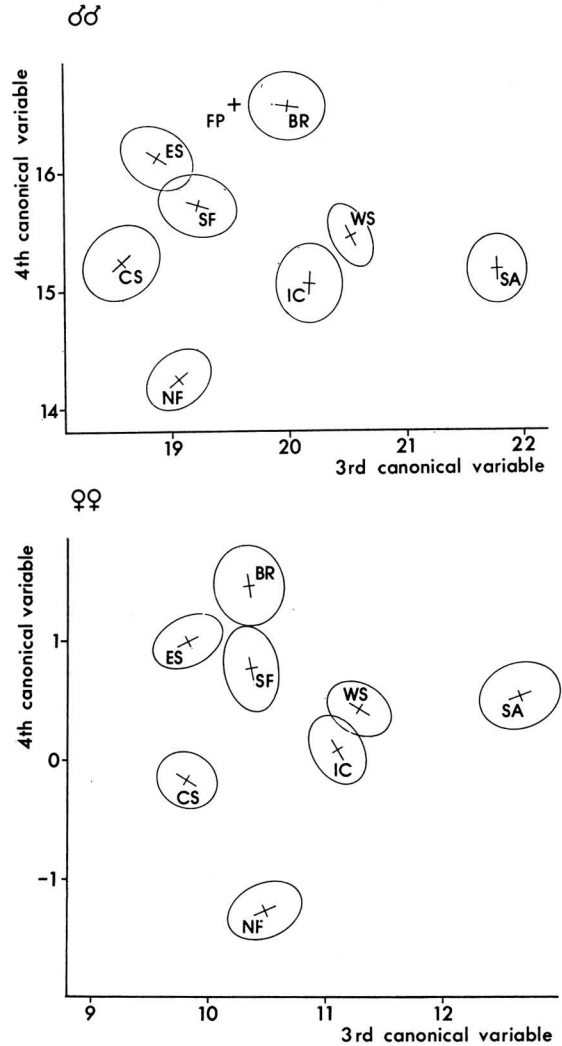 ♂♂
4th canonical variable
16
15
14
FP
BR
ES
SF
WS
CS
IC
SA
NF
19 20 21 22
3rd canonical variable
♀♀
4th canonical variable
1
0
-1
BR
ES
SF
WS
SA
IC
CS
NF
9 10 11 12
3rd canonical variable